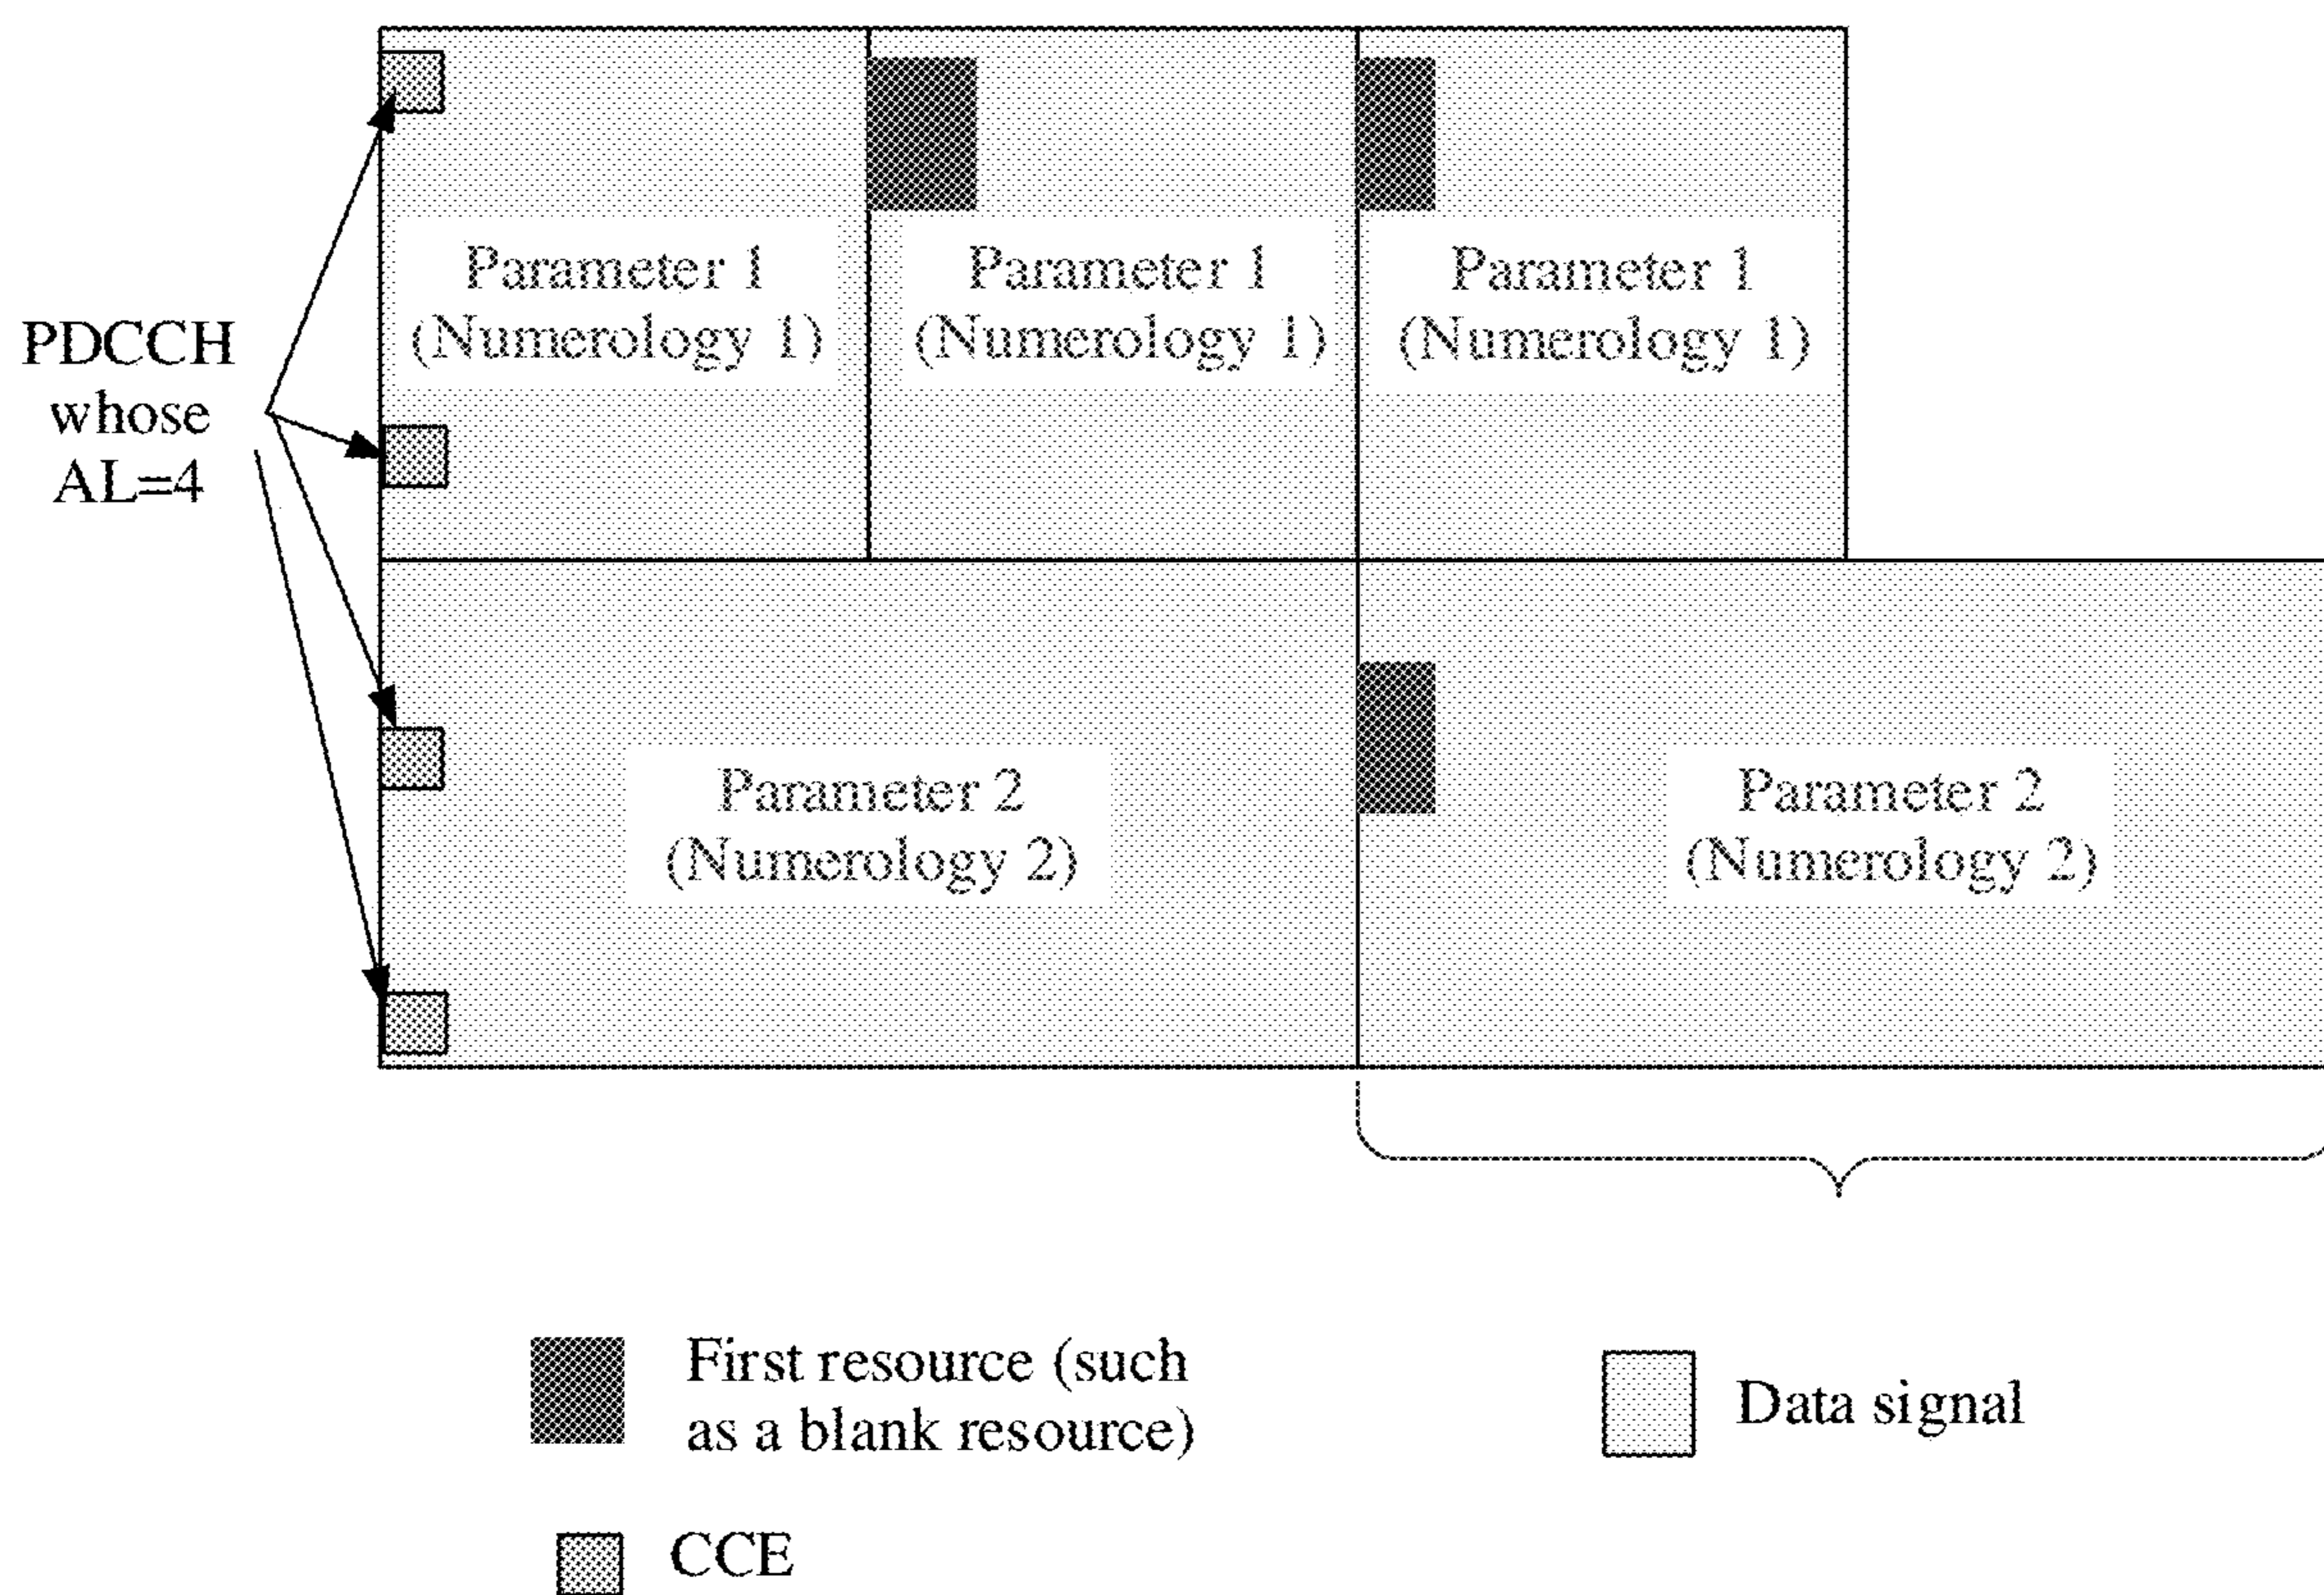 PDCCH
whose
AL=4
Parameter 1
(Numerology 1)
Parameter 1
(Numerology 1)
Parameter 1
(Numerology 1)
Parameter 2
(Numerology 2)
Parameter 2
(Numerology 2)
First resource (such
as a blank resource)
Data signal
CCE